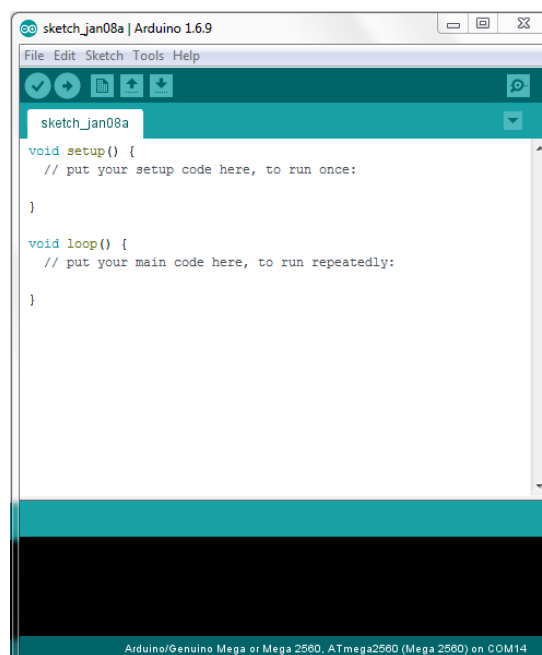 sketch_jan08a | Arduino 1.6.9
File Edit Sketch Tools Help
sketch_jan08a
void setup() {
  // put your setup code here, to run once:
}
void loop() {
  // put your main code here, to run repeatedly:
}
Arduino/Genuino Mega or Mega 2560, ATmega2560 (Mega 2560) on COM14